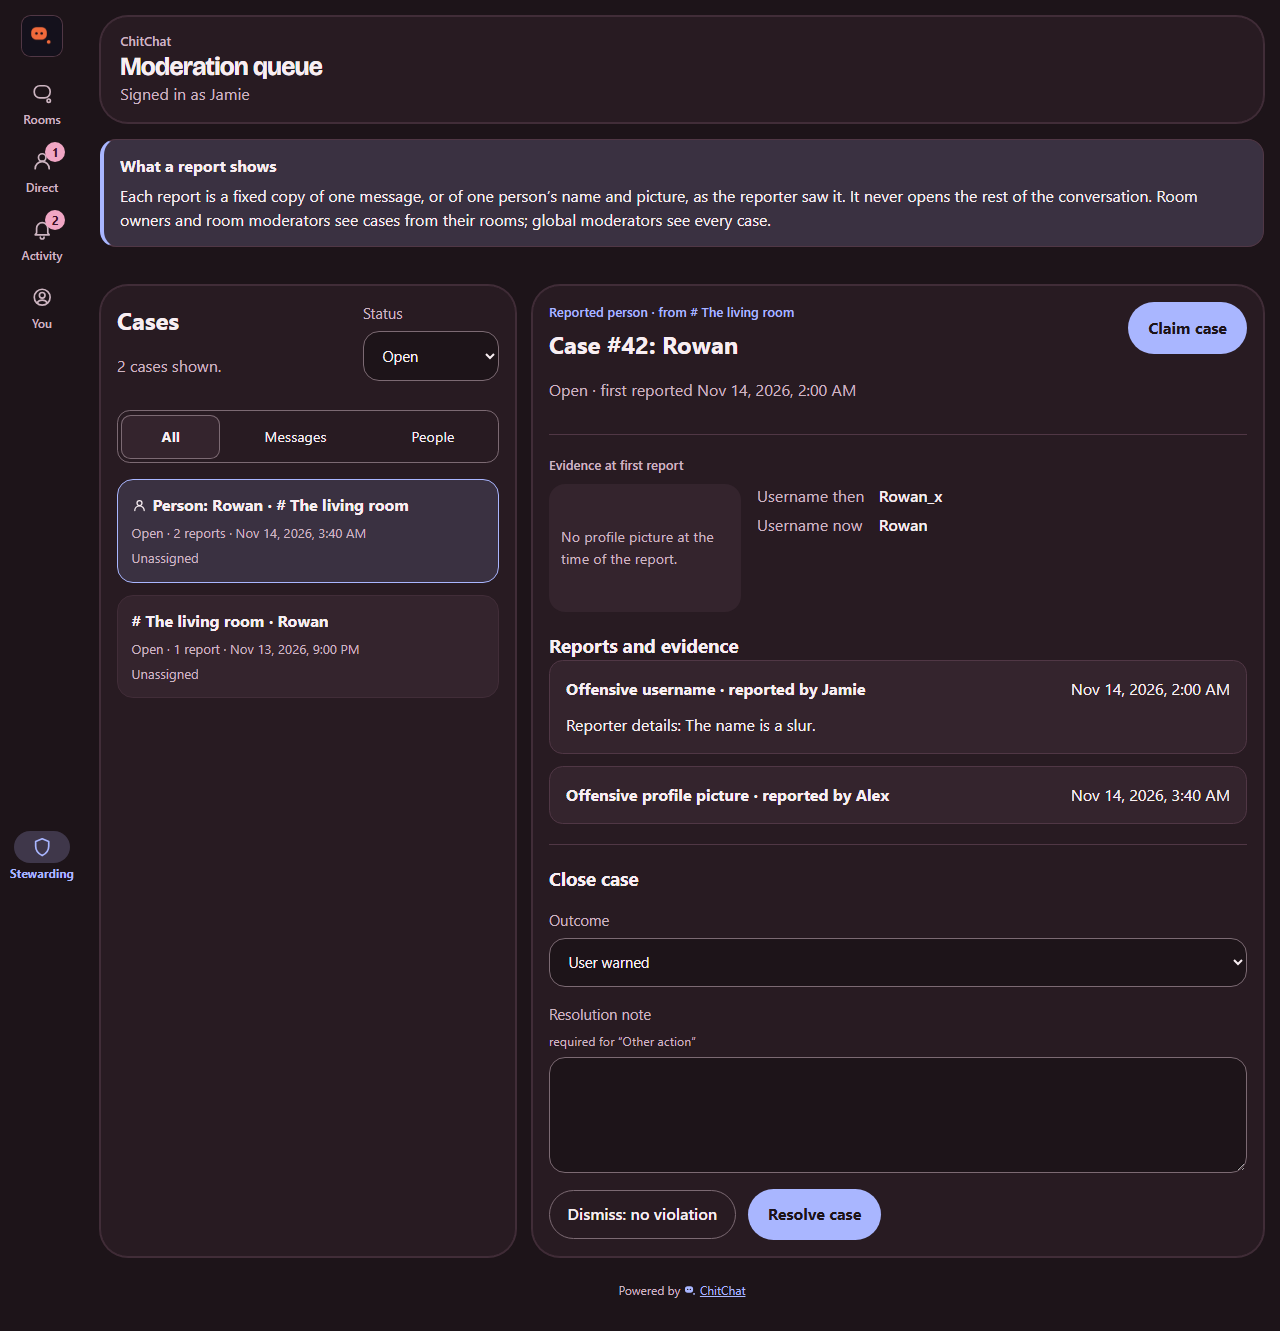 Rooms
1
Direct
2
Activity
You
Stewarding
ChitChat
Moderation queue
Signed in as Jamie
What a report shows
Each report is a fixed copy of one message, or of one person’s name and picture, as the reporter saw it. It never opens the rest of the conversation. Room
owners and room moderators see cases from their rooms; global moderators see every case.
Cases
2 cases shown.
Status
Open
All
Messages
People
Person: Rowan · # The living room
Open · 2 reports · Nov 14, 2026, 3:40 AM
Unassigned
# The living room · Rowan
Open · 1 report · Nov 13, 2026, 9:00 PM
Unassigned
Reported person · from # The living room
Case #42: Rowan
Open · first reported Nov 14, 2026, 2:00 AM
Claim case
Evidence at first report
No profile picture at the
time of the report.
Username then Rowan_x
Username now Rowan
Reports and evidence
Offensive username · reported by Jamie Nov 14, 2026, 2:00 AM
Reporter details: The name is a slur.
Offensive profile picture · reported by Alex Nov 14, 2026, 3:40 AM
Close case
Outcome
User warned
Resolution note
required for “Other action”
Dismiss: no violation
Resolve case
Powered by ChitChat